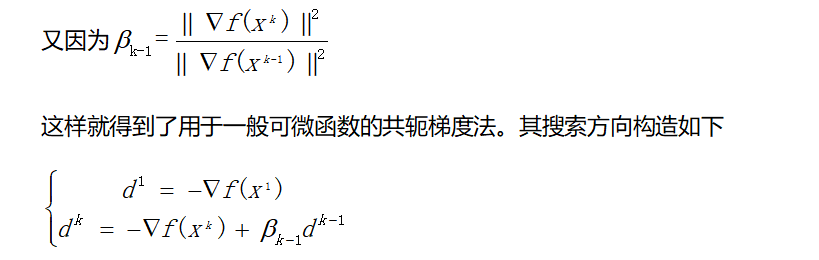 又因为 β_{k-1} = \frac{‖ ∇f(x^k) ‖^2}{‖ ∇f(x^{k-1}) ‖^2}
这样就得到了用于一般可微函数的共轭梯度法。其搜索方向构造如下
d^1 = -∇f(x^1)
d^k = -∇f(x^k) + β_{k-1}d^{k-1}